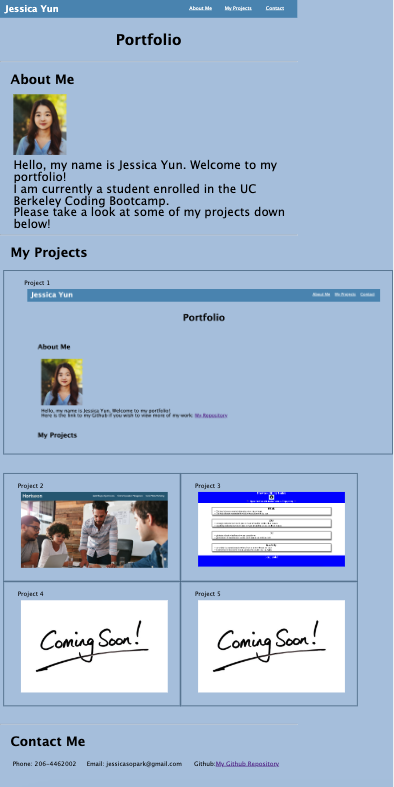 Jessica Yun
About Me My Projects Contact
Portfolio
About Me
Hello, my name is Jessica Yun. Welcome to my
portfolio!
I am currently a student enrolled in the UC
Berkeley Coding Bootcamp.
Please take a look at some of my projects down
below!
My Projects
Project 1
Jessica Yun
About Me My Projects Contact
Portfolio
About Me
Hello, my name is Jessica Yun. Welcome to my portfolio!
Here is the link to my Github if you wish to view more of my work: My Repository
My Projects
Project 2
Project 3
Horiseon
Project 4
Project 5
Coming Soon!
Coming Soon!
Contact Me
Phone: 206-4462002 Email: jessicasopark@gmail.com Github:My Github Repository